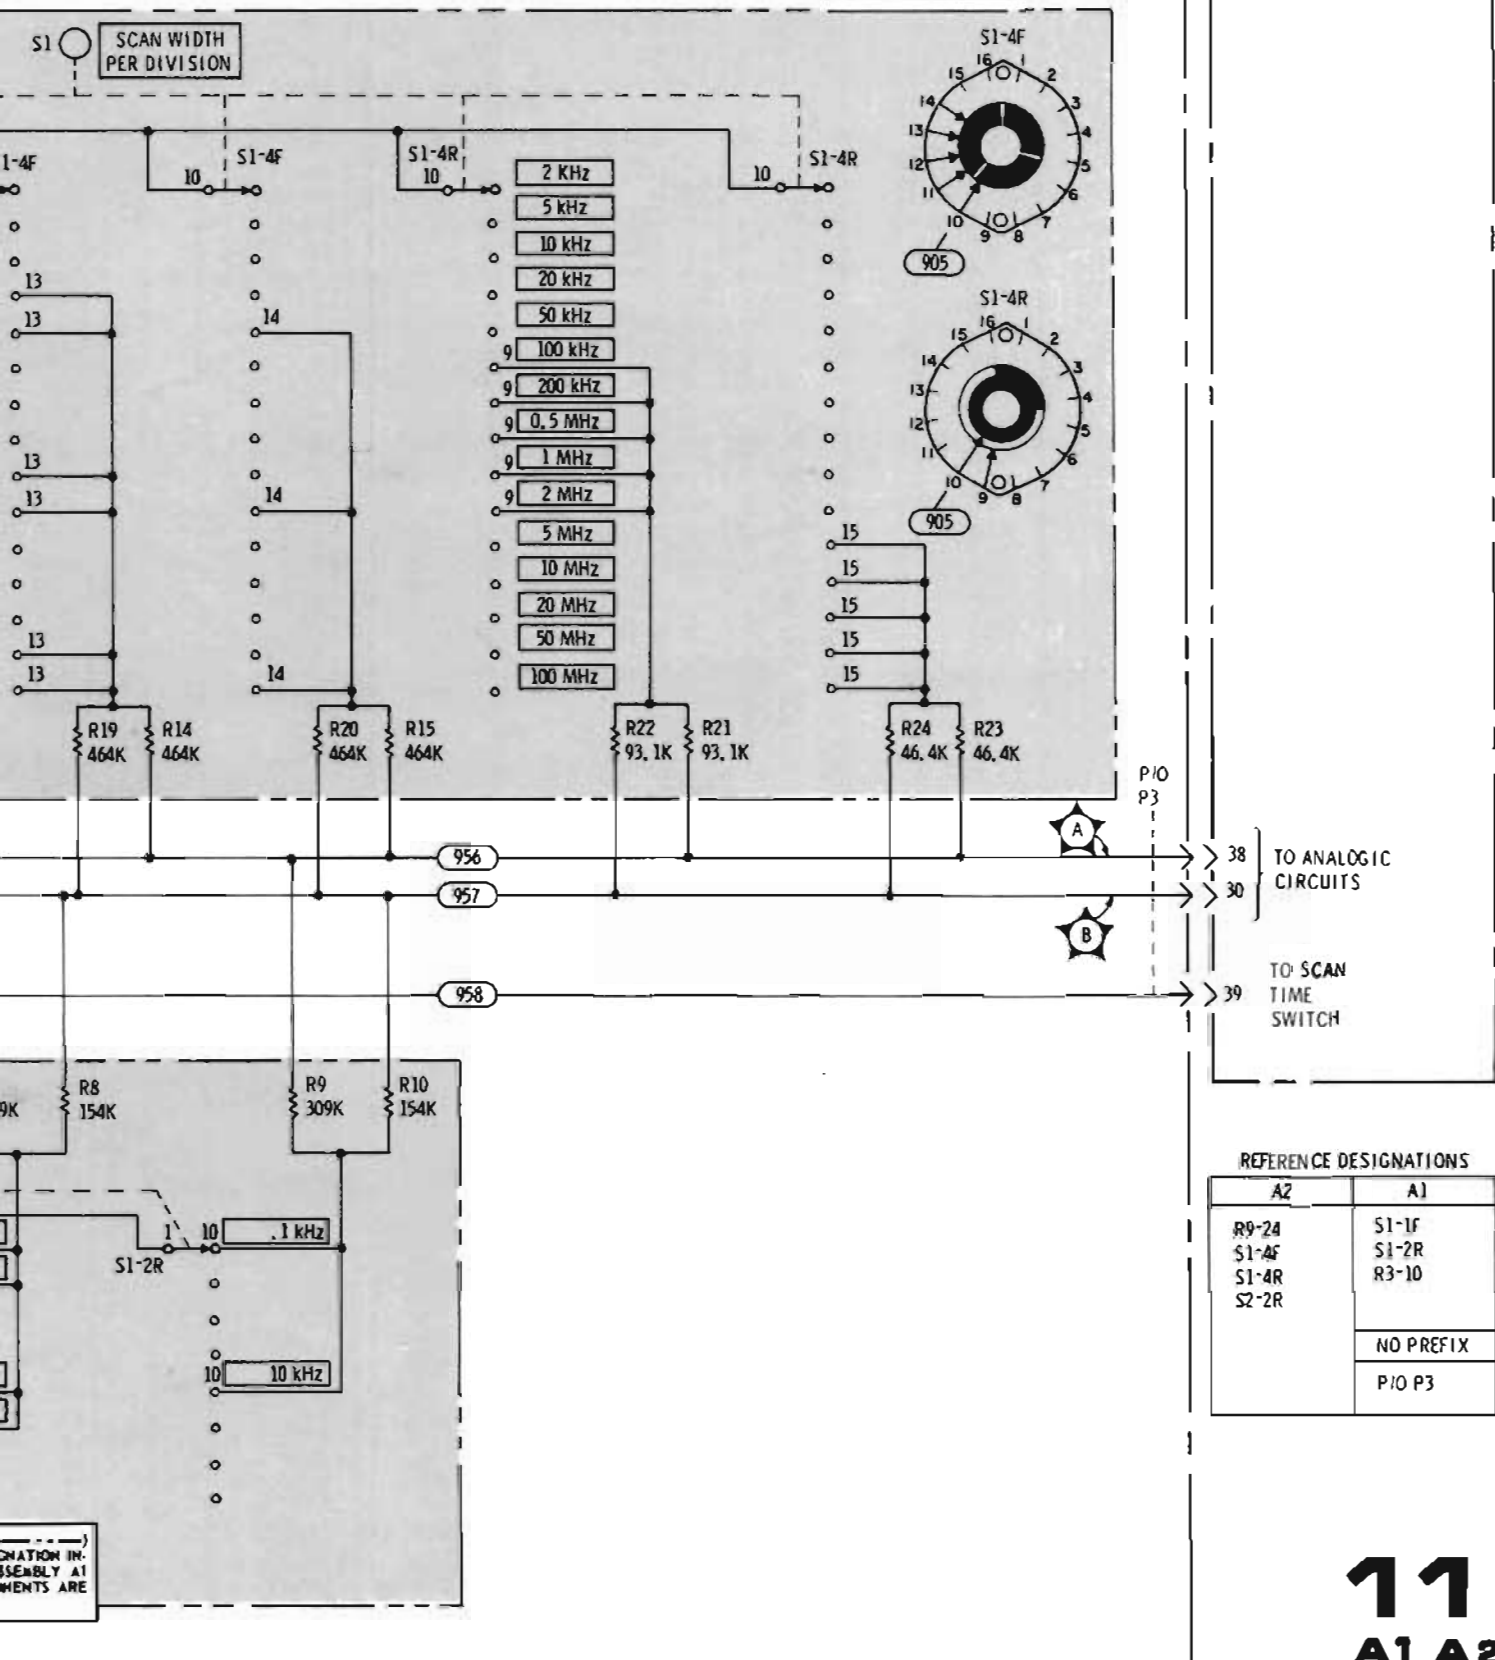 S1
SCAN WIDTH
PER DIVISION
S1-4F
16 1
15 2
14 3
13 4
12 5
11 6
10 7
9 8
905
1-4F
S1-4F
10
S1-4R
10
S1-4R
10
2 KHz
5 kHz
10 kHz
20 kHz
50 kHz
9 100 kHz
9 200 kHz
9 0.5 MHz
9 1 MHz
9 2 MHz
5 MHz
10 MHz
20 MHz
50 MHz
100 MHz
13
13
13
13
13
13
14
14
14
15
15
15
15
15
S1-4R
16 1
15 2
14 3
13 4
12 5
11 6
10 7
9 8
905
R19
464K
R14
464K
R20
464K
R15
464K
R22
93.1K
R21
93.1K
R24
46.4K
R23
46.4K
P/O
P3
A
956
38
TO ANALOGIC
CIRCUITS
957
30
B
958
39
TO SCAN
TIME
SWITCH
9K
R8
154K
R9
309K
R10
154K
1 10 .1 kHz
S1-2R
10 10 kHz
REFERENCE DESIGNATIONS
A2 A1
R9-24 S1-1F
S1-4F S1-2R
S1-4R R3-10
S2-2R
NO PREFIX
P/O P3
GNATION IN-
SSEMBLY A1
ONENTS ARE
11
A1 A2